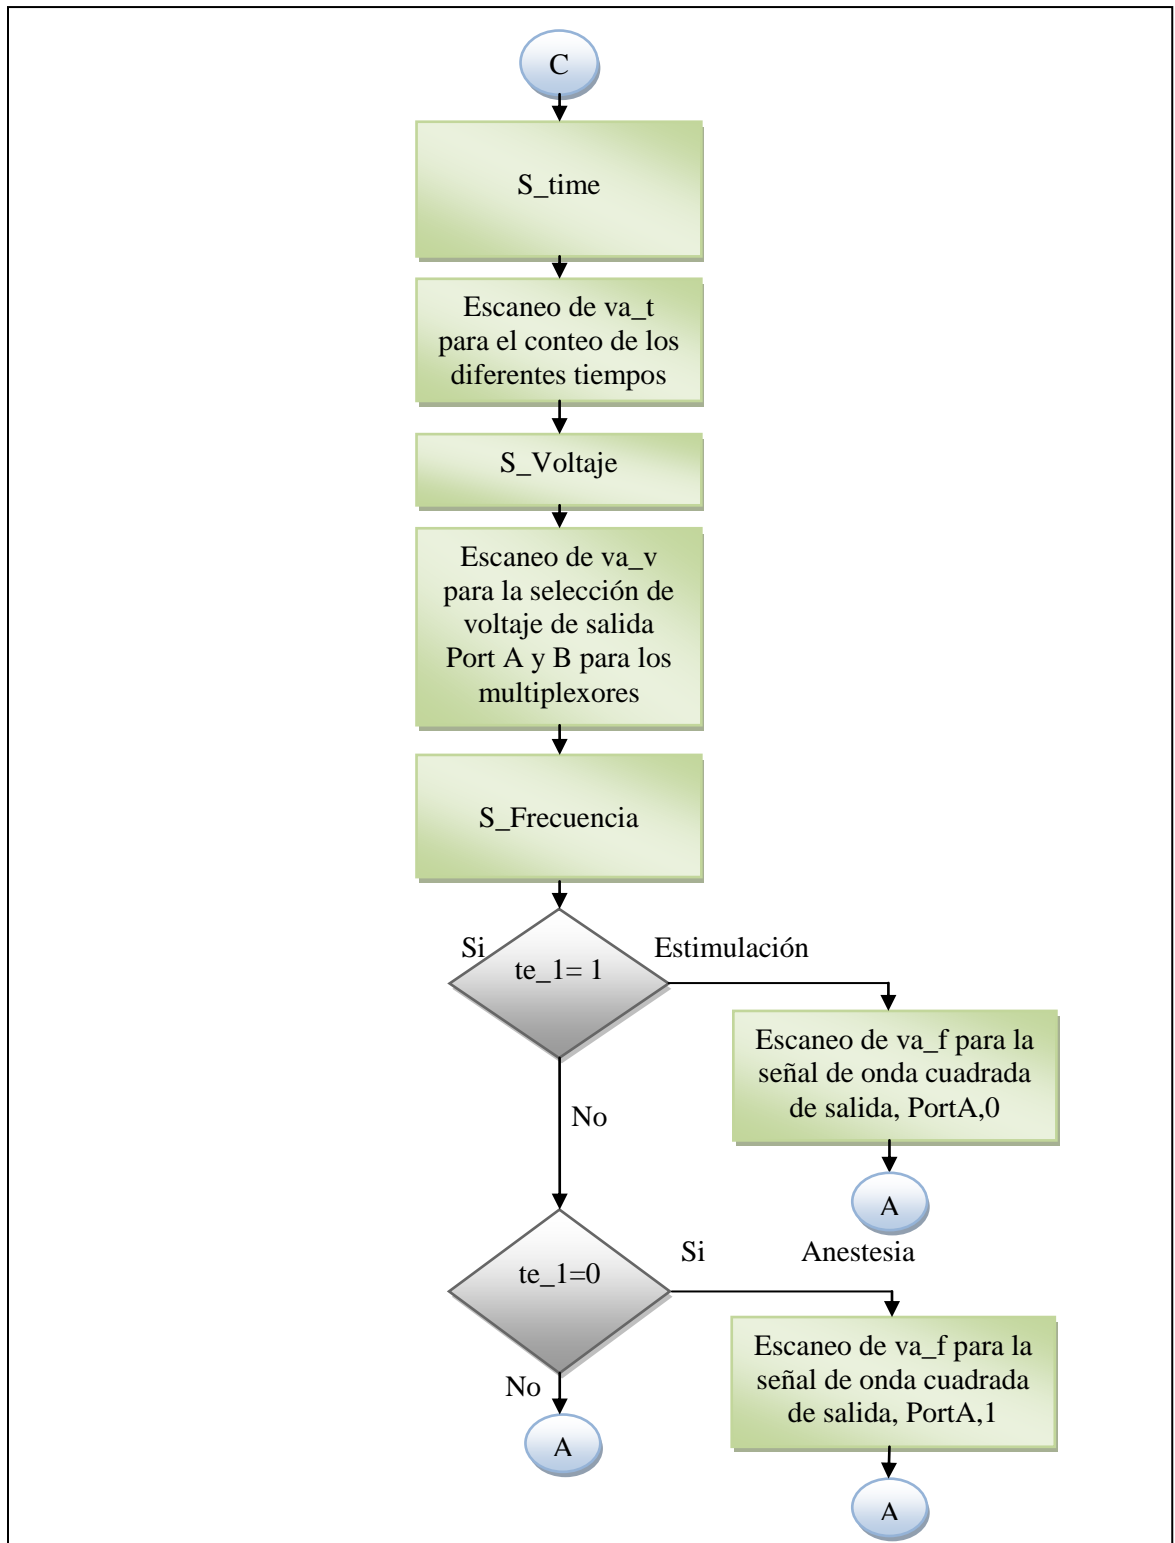 C
S_time
Escaneo de va_t
para el conteo de los
diferentes tiempos
S_Voltaje
Escaneo de va_v
para la selección de
voltaje de salida
Port A y B para los
multiplexores
S_Frecuencia
Si
te_1= 1
Estimulación
Escaneo de va_f para la
señal de onda cuadrada
de salida, PortA,0
No
A
te_1=0
Si
Anestesia
Escaneo de va_f para la
señal de onda cuadrada
de salida, PortA,1
No
A
A